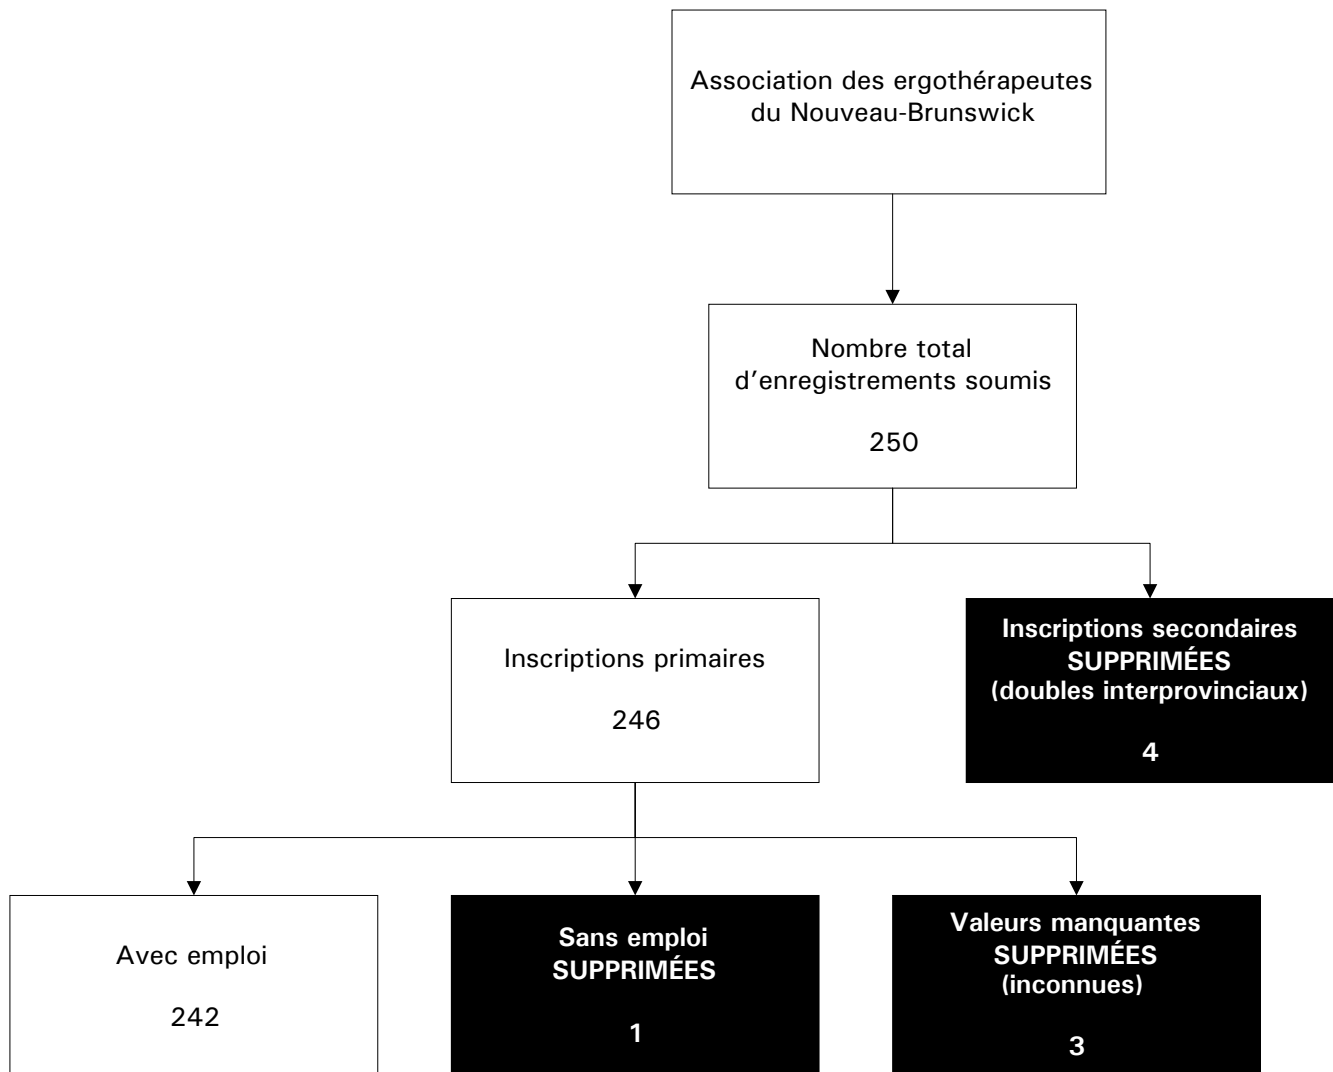 Association des ergothérapeutes
du Nouveau-Brunswick
Nombre total
d'enregistrements soumis
250
Inscriptions primaires
246
Inscriptions secondaires
SUPPRIMÉES
(doubles interprovinciaux)
4
Avec emploi
242
Sans emploi
SUPPRIMÉES
1
Valeurs manquantes
SUPPRIMÉES
(inconnues)
3